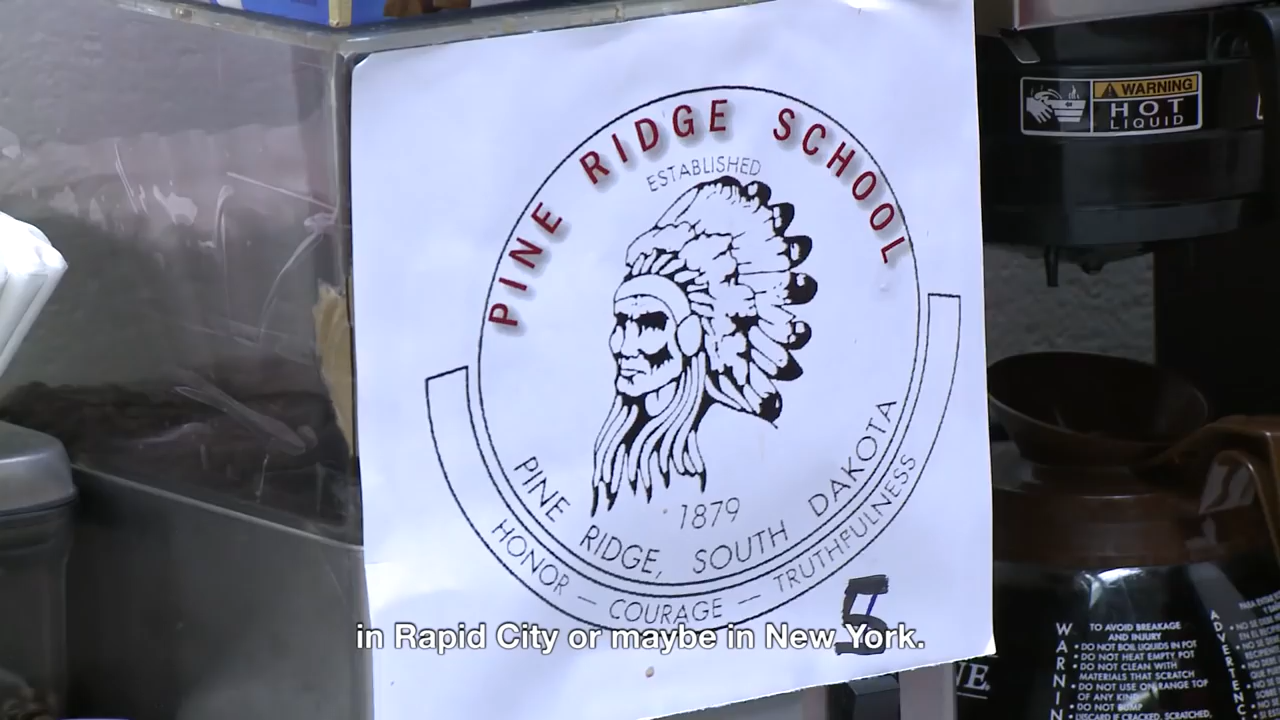 PINE RIDGE SCHOOL
ESTABLISHED
1879
PINE RIDGE, SOUTH DAKOTA
HONOR — COURAGE — TRUTHFULNESS
5
WARNING
HOT
LIQUID
WARNIN
TO AVOID BREAKAGE
AND INJURY
• DO NOT BOIL LIQUIDS IN POT
• DO NOT HEAT EMPTY POT
• DO NOT CLEAN WITH
MATERIALS THAT SCRATCH
• DO NOT USE ON RANGE TOP
OF ANY KIND
• DO NOT BUMP
• DISCARD IF CRACKED, SCRATCHED,
ADVERTENC
NE.
in Rapid City or maybe in New York.